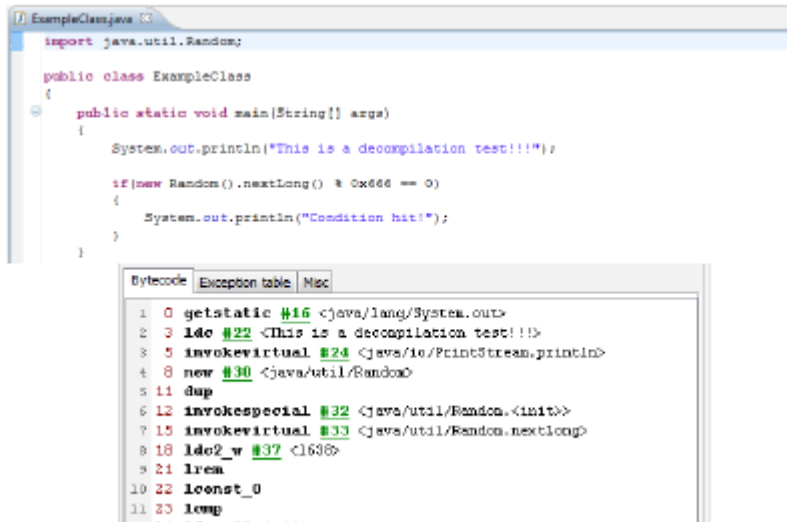 ExampleClass.java
import java.util.Random;
public class ExampleClass
{
public static void main(String[] args)
{
System.out.println("This is a decompilation test!!!");
if(new Random().nextLong() % 0x666 == 0)
{
System.out.println("Condition hit!");
}
}
Bytecode Exception table Misc
1 0 getstatic #16 <java/lang/System.out>
2 3 ldc #22 <This is a decompilation test!!!>
3 5 invokevirtual #24 <java/io/PrintStream.println>
4 8 new #30 <java/util/Random>
5 11 dup
6 12 invokespecial #32 <java/util/Random.<init>>
7 15 invokevirtual #33 <java/util/Random.nextLong>
8 18 ldc2_w #37 <1638>
9 21 lrem
10 22 lconst_0
11 23 lcmp